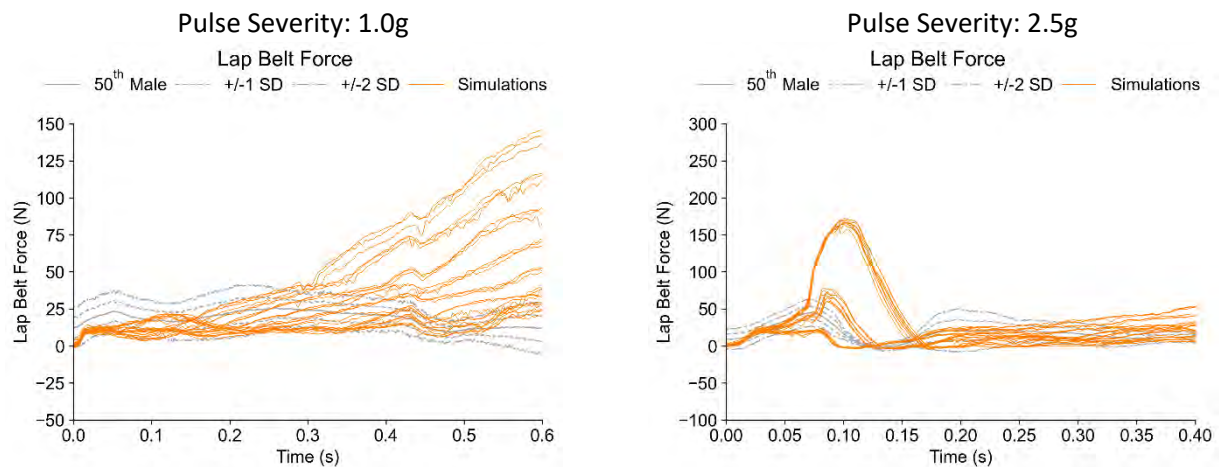 Pulse Severity: 1.0g
Lap Belt Force
50th Male +/-1 SD +/-2 SD Simulations
150
125
100
75
50
25
0
−25
−50
Lap Belt Force (N)
0.0 0.1 0.2 0.3 0.4 0.5 0.6
Time (s)
Pulse Severity: 2.5g
Lap Belt Force
50th Male +/-1 SD +/-2 SD Simulations
300
250
200
150
100
50
0
−50
−100
Lap Belt Force (N)
0.00 0.05 0.10 0.15 0.20 0.25 0.30 0.35 0.40
Time (s)